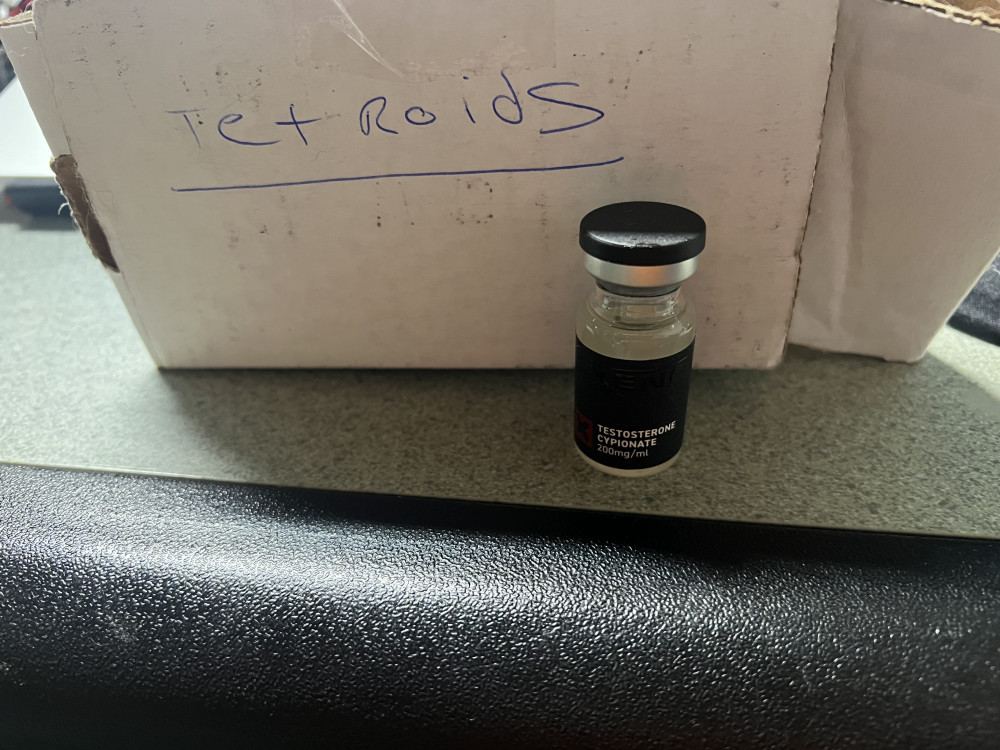 Tet Roids
TESTOSTERONE
CYPIONATE
200mg/ml